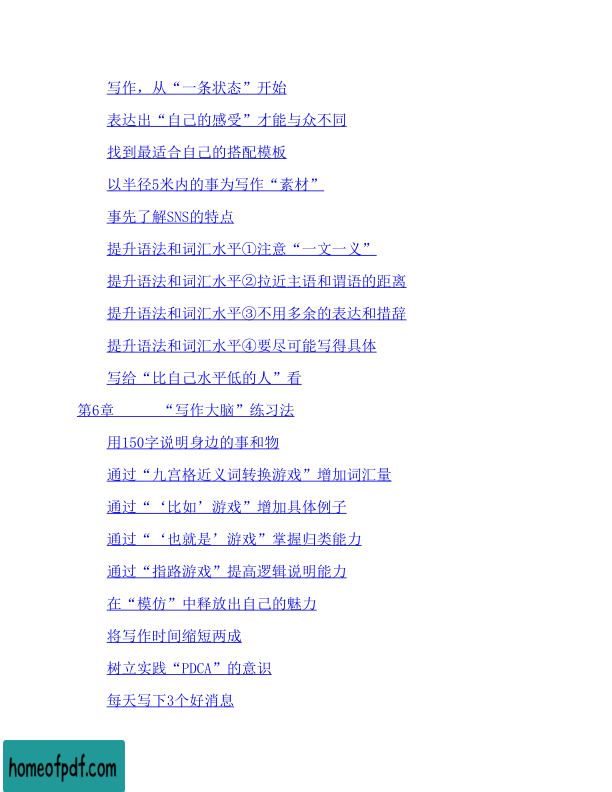 写作，从“一条状态”开始
表达出“自己的感受”才能与众不同
找到最适合自己的搭配模板
以半径5米内的事为写作“素材”
事先了解SNS的特点
提升语法和词汇水平①注意“一文一义”
提升语法和词汇水平②拉近主语和谓语的距离
提升语法和词汇水平③不用多余的表达和措辞
提升语法和词汇水平④要尽可能写得具体
写给“比自己水平低的人”看
第6章 “写作大脑”练习法
用150字说明身边的事和物
通过“九宫格近义词转换游戏”增加词汇量
通过“‘比如’游戏”增加具体例子
通过“‘也就是’游戏”掌握归类能力
通过“指路游戏”提高逻辑说明能力
在“模仿”中释放出自己的魅力
将写作时间缩短两成
树立实践“PDCA”的意识
每天写下3个好消息
homeofpdf.com